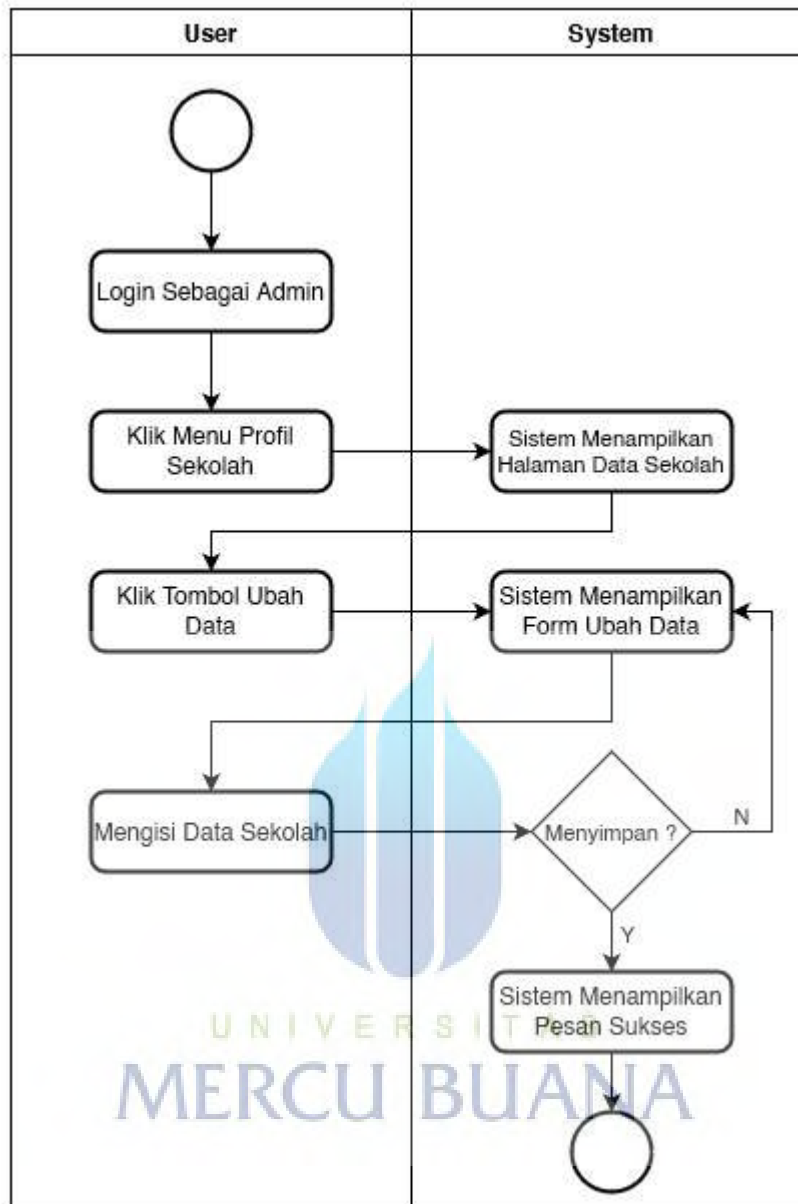 User
System
Login Sebagai Admin
Klik Menu Profil
Sekolah
Sistem Menampilkan
Halaman Data Sekolah
Klik Tombol Ubah
Data
Sistem Menampilkan
Form Ubah Data
Mengisi Data Sekolah
Menyimpan ?
N
Y
Sistem Menampilkan
Pesan Sukses
UNIVERSITAS
MERCU BUANA